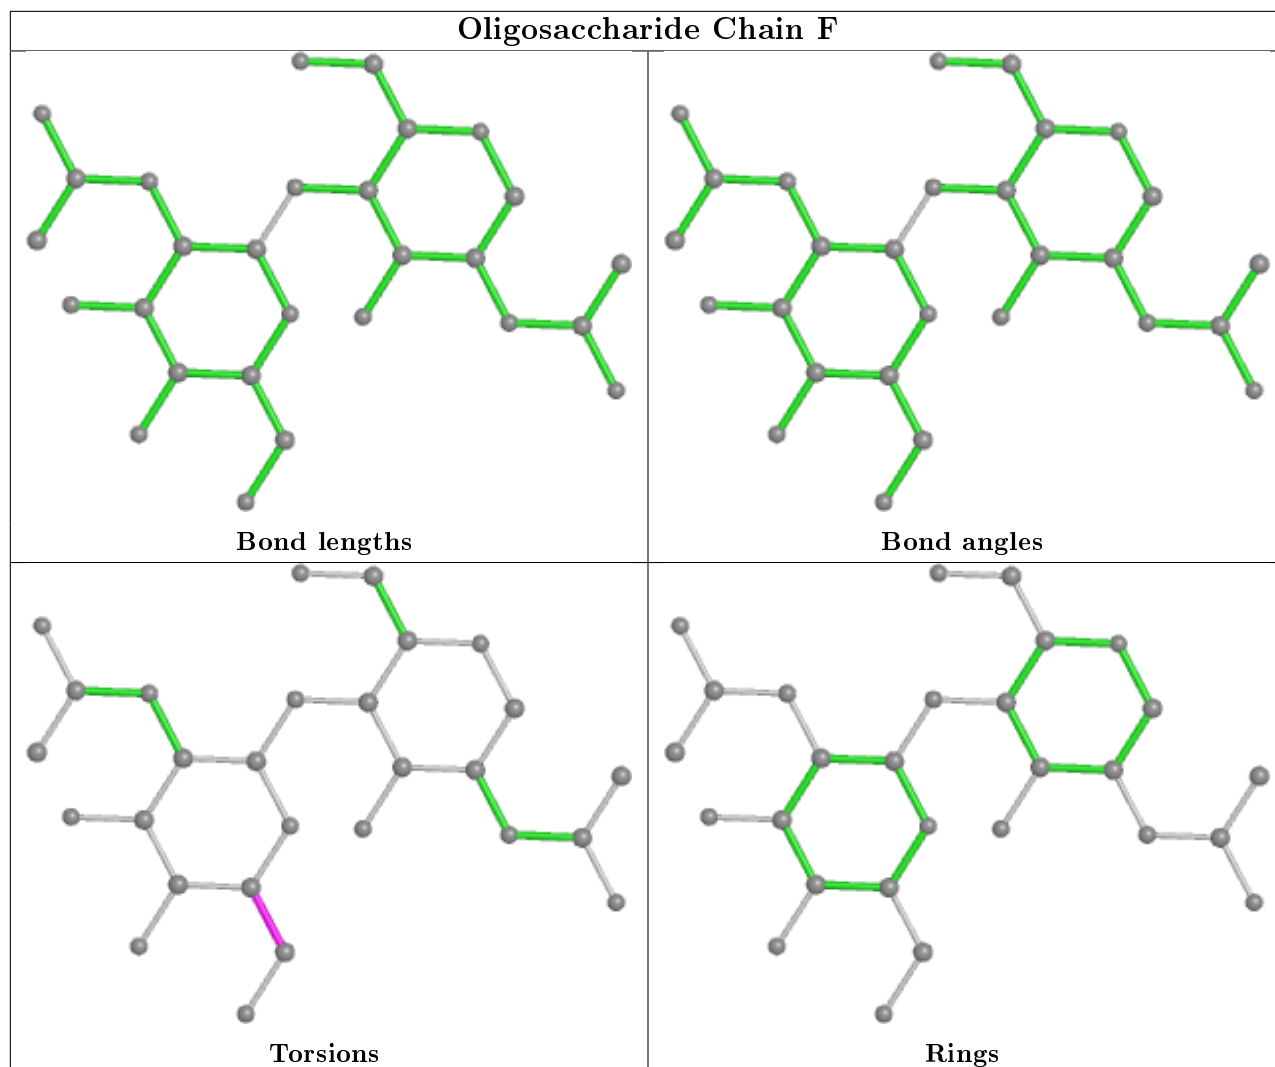 Oligosaccharide Chain F
Bond lengths
Bond angles
Torsions
Rings